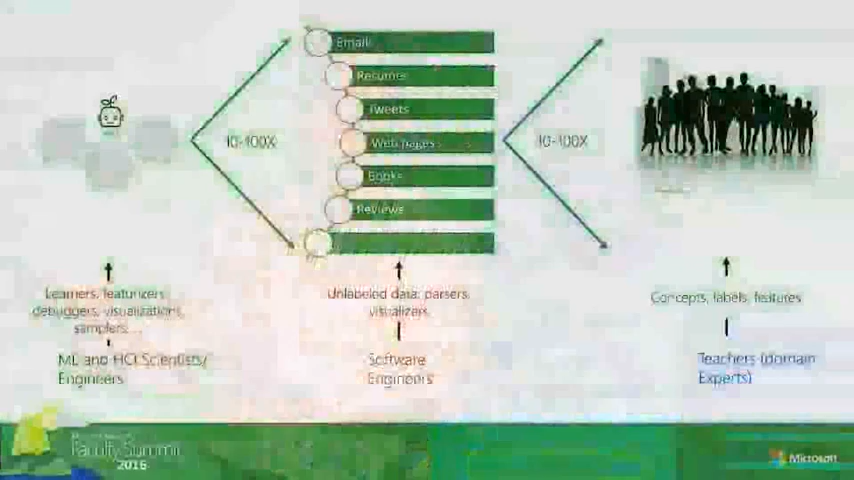 Email
Resumes
Tweets
Web pages
Books
Reviews
10-100X
10-100X
Learners, featurizers,
debuggers, visualizations,
samplers, ...
Unlabeled data, parsers,
visualizers
Concepts, labels, features
ML and HCI Scientists/
Engineers
Software
Engineers
Teachers (domain
Experts)
Faculty Summit
2016
Microsoft